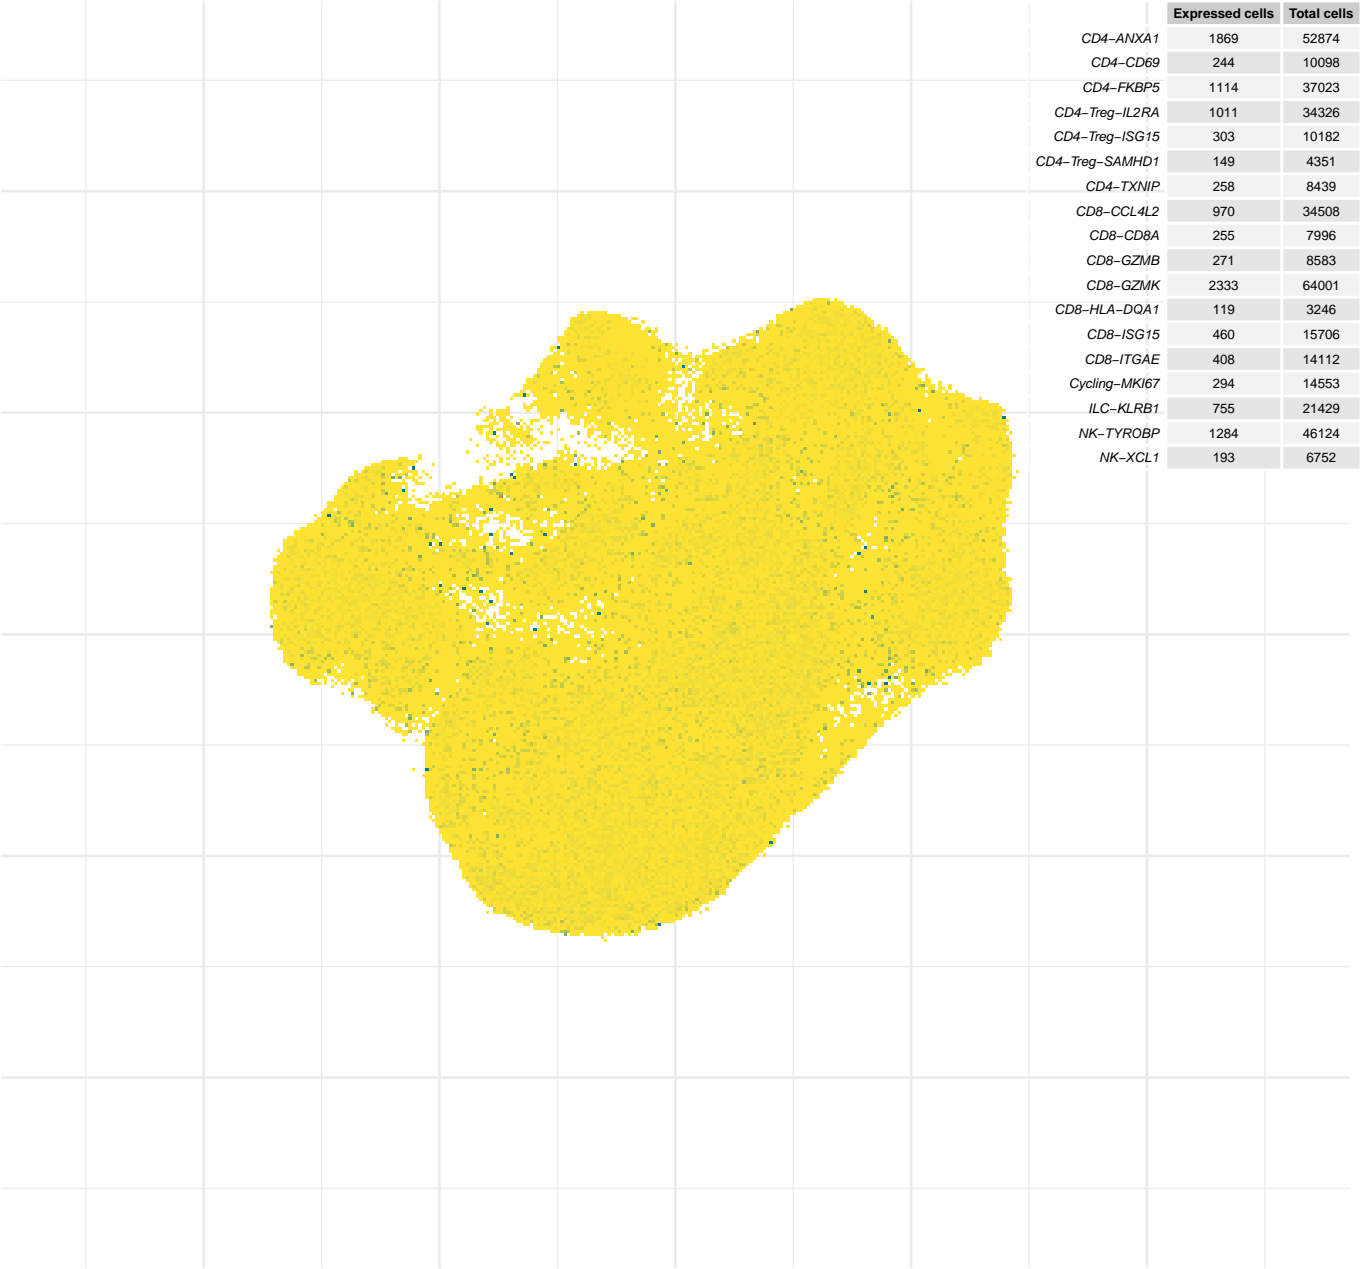 Expressed cells Total cells
CD4−ANXA1 1869 52874
CD4−CD69 244 10098
CD4−FKBP5 1114 37023
CD4−Treg−IL2RA 1011 34326
CD4−Treg−ISG15 303 10182
CD4−Treg−SAMHD1 149 4351
CD4−TXNIP 258 8439
CD8−CCL4L2 970 34508
CD8−CD8A 255 7996
CD8−GZMB 271 8583
CD8−GZMK 2333 64001
CD8−HLA−DQA1 119 3246
CD8−ISG15 460 15706
CD8−ITGAE 408 14112
Cycling−MKI67 294 14553
ILC−KLRB1 755 21429
NK−TYROBP 1284 46124
NK−XCL1 193 6752